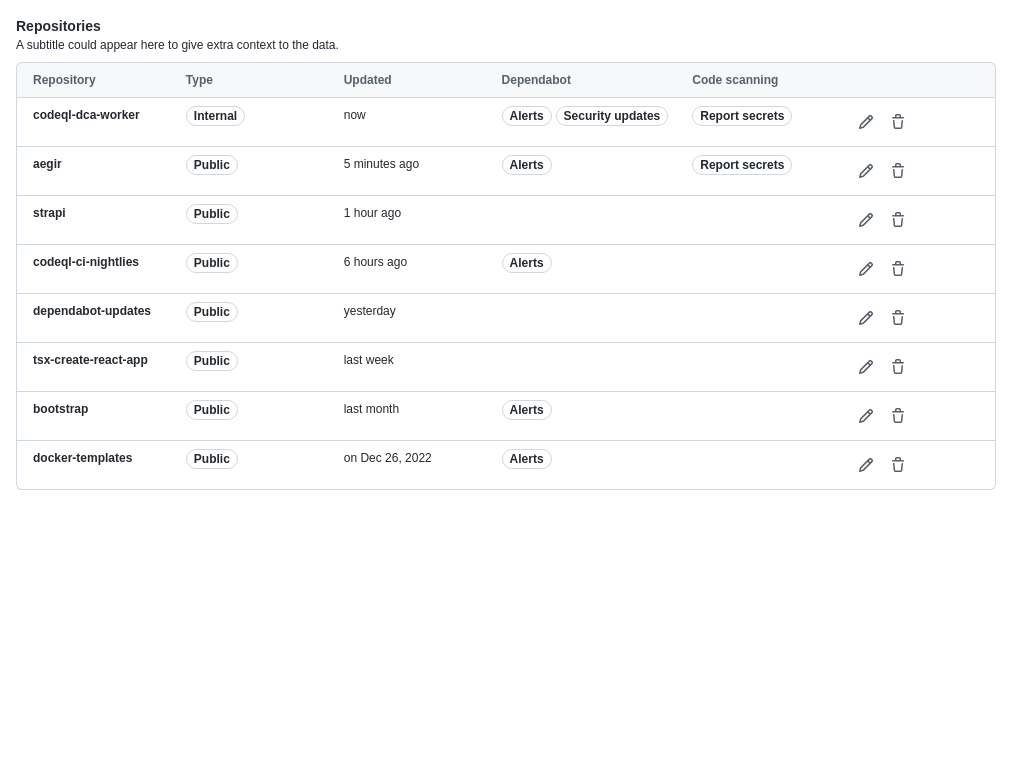 Repositories
A subtitle could appear here to give extra context to the data.
Repository Type Updated Dependabot Code scanning
codeql-dca-worker Internal now Alerts Security updates Report secrets
aegir Public 5 minutes ago Alerts Report secrets
strapi Public 1 hour ago
codeql-ci-nightlies Public 6 hours ago Alerts
dependabot-updates Public yesterday
tsx-create-react-app Public last week
bootstrap Public last month Alerts
docker-templates Public on Dec 26, 2022 Alerts